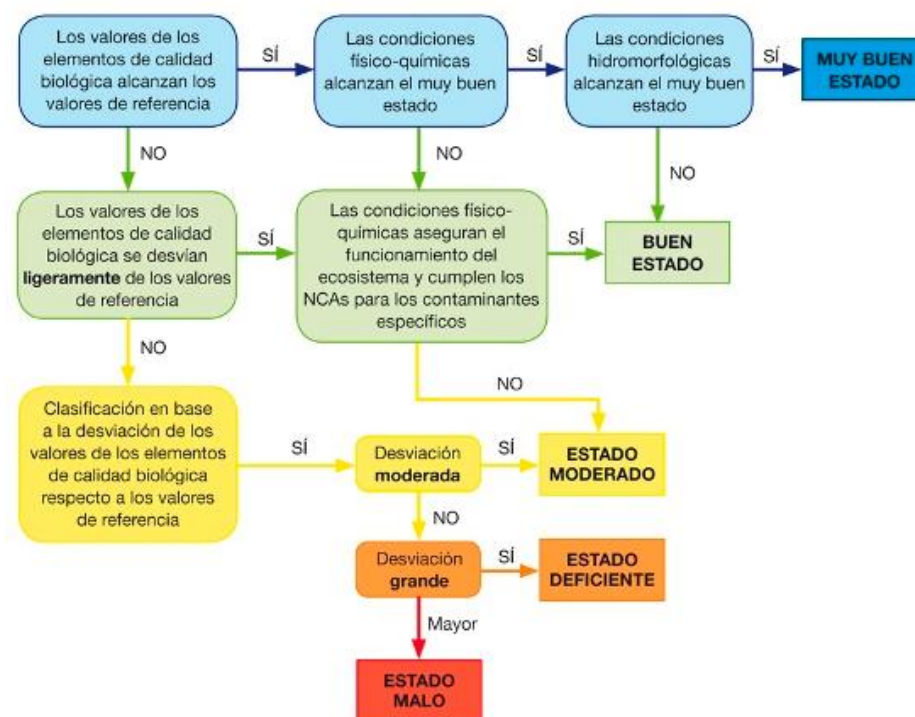 Los valores de los
elementos de calidad
biológica alcanzan los
valores de referencia
SÍ
Las condiciones
físico-químicas
alcanzan el muy buen
estado
SÍ
Las condiciones
hidromorfológicas
alcanzan el muy buen
estado
SÍ
MUY BUEN
ESTADO
NO
NO
NO
Los valores de los
elementos de calidad
biológica se desvían
ligeramente de los valores
de referencia
SÍ
Las condiciones físico-
químicas aseguran el
funcionamiento del
ecosistema y cumplen los
NCAs para los contaminantes
específicos
SÍ
BUEN
ESTADO
NO
NO
Clasificación en base
a la desviación de los
valores de los elementos
de calidad biológica
respecto a los valores
de referencia
SÍ
Desviación
moderada
SÍ
ESTADO
MODERADO
NO
Desviación
grande
SÍ
ESTADO
DEFICIENTE
Mayor
ESTADO
MALO